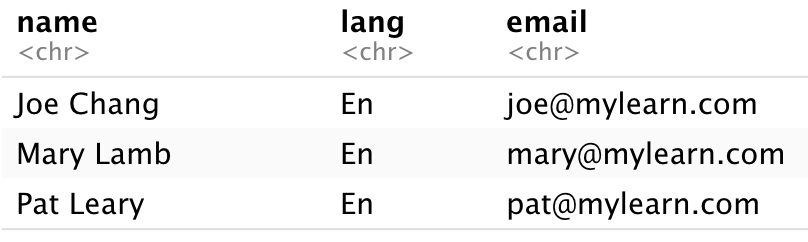 name lang email
<chr> <chr> <chr>
Joe Chang En joe@mylearn.com
Mary Lamb En mary@mylearn.com
Pat Leary En pat@mylearn.com